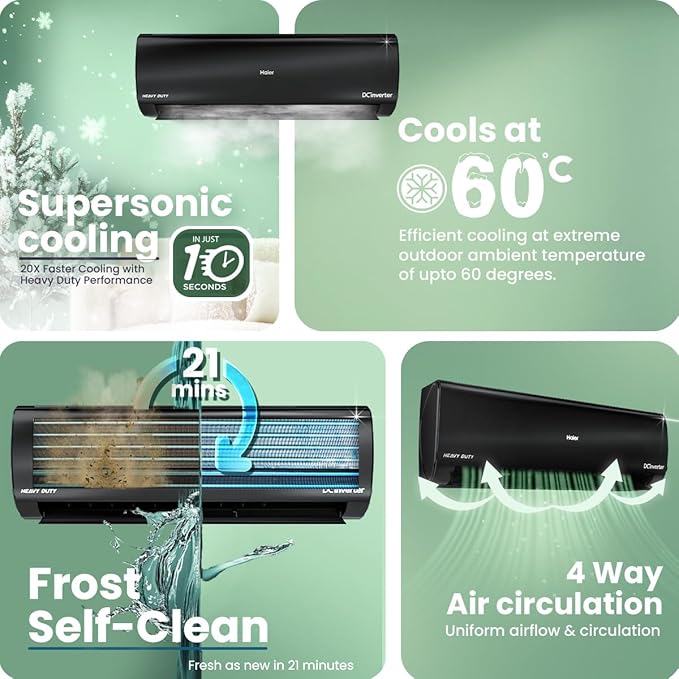 Haier
HEAVY DUTY
DCinverter
Supersonic
cooling
20X Faster Cooling with
Heavy Duty Performance
IN JUST
10
SECONDS
Cools at
60°C
Efficient cooling at extreme
outdoor ambient temperature
of upto 60 degrees.
21
mins
HEAVY DUTY
DCinverter
Frost
Self-Clean
Fresh as new in 21 minutes
Haier
HEAVY DUTY
DCinverter
4 Way
Air circulation
Uniform airflow & circulation